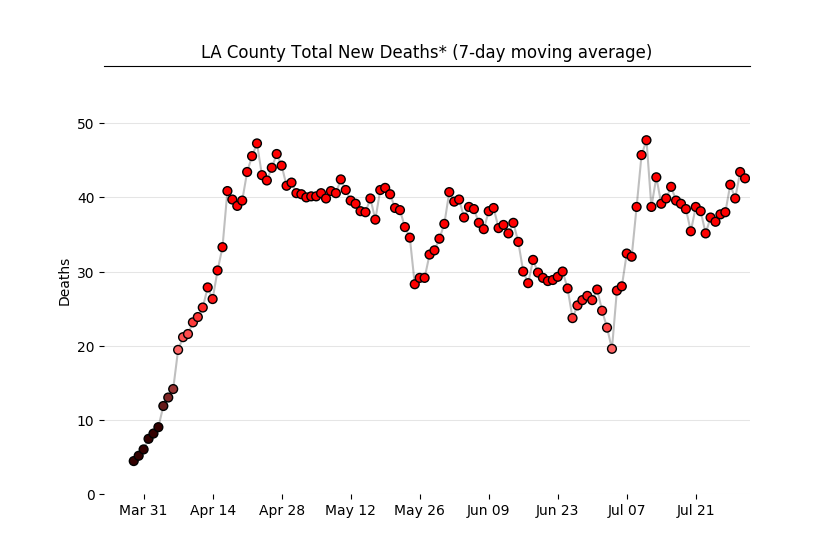 LA County Total New Deaths* (7-day moving average)
50
40
30
20
10
0
Deaths
Mar 31 Apr 14 Apr 28 May 12 May 26 Jun 09 Jun 23 Jul 07 Jul 21